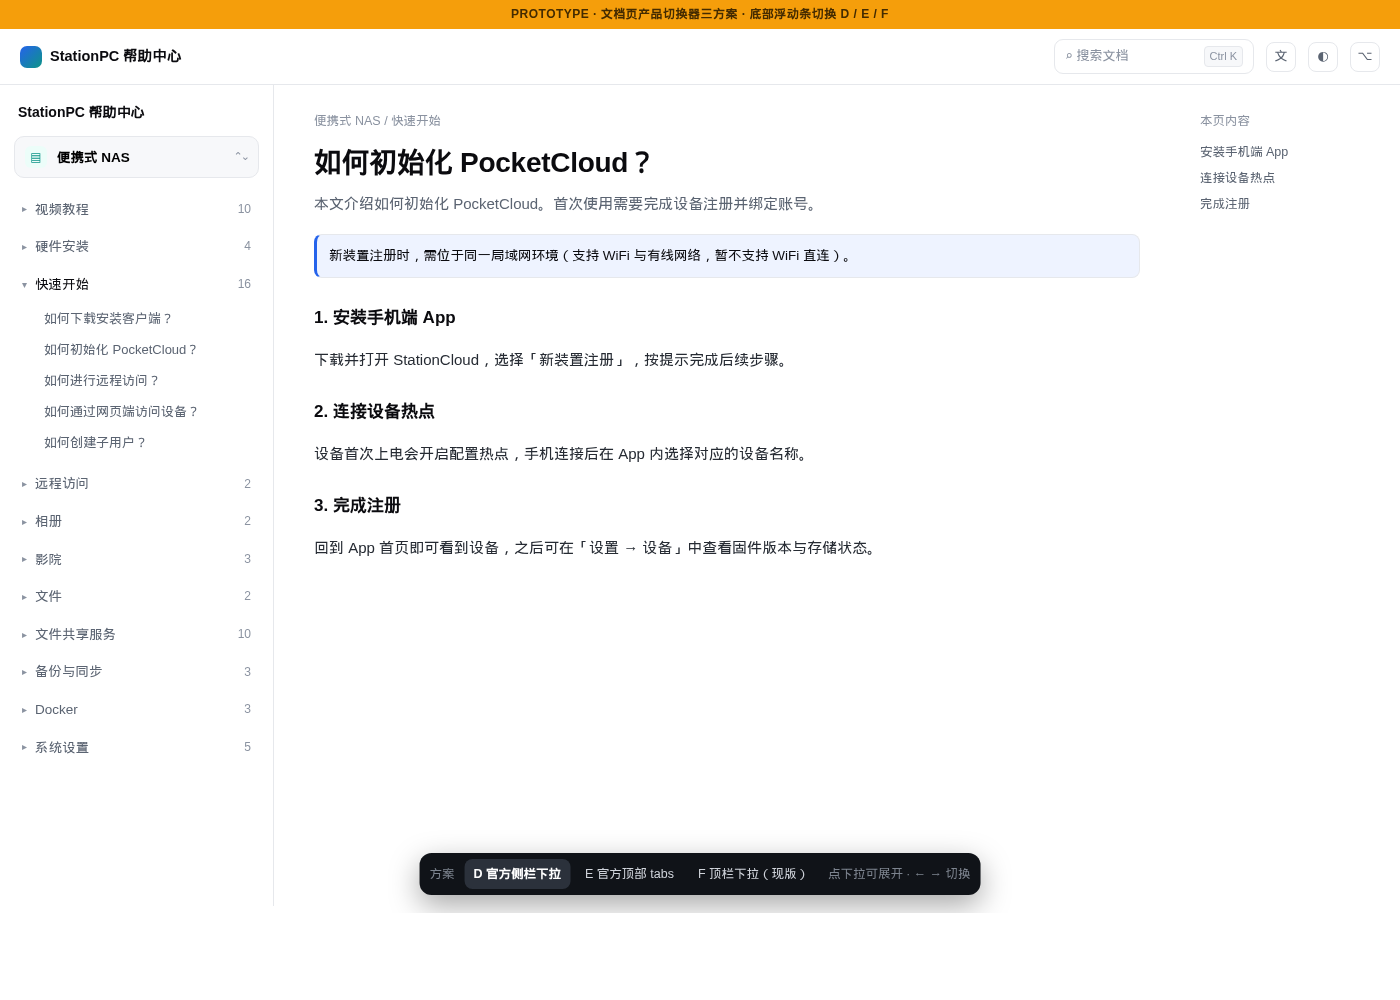 PROTOTYPE · 文档页产品切换器三方案 · 底部浮动条切换 D / E / F
StationPC 帮助中心
搜索文档
Ctrl K
文
StationPC 帮助中心
便携式 NAS
视频教程 10
硬件安装 4
快速开始 16
如何下载安装客户端？
如何初始化 PocketCloud？
如何进行远程访问？
如何通过网页端访问设备？
如何创建子用户？
远程访问 2
相册 2
影院 3
文件 2
文件共享服务 10
备份与同步 3
Docker 3
系统设置 5
便携式 NAS / 快速开始
如何初始化 PocketCloud？
本文介绍如何初始化 PocketCloud。首次使用需要完成设备注册并绑定账号。
新装置注册时，需位于同一局域网环境（支持 WiFi 与有线网络，暂不支持 WiFi 直连）。
1. 安装手机端 App
下载并打开 StationCloud，选择「新装置注册」，按提示完成后续步骤。
2. 连接设备热点
设备首次上电会开启配置热点，手机连接后在 App 内选择对应的设备名称。
3. 完成注册
回到 App 首页即可看到设备，之后可在「设置 → 设备」中查看固件版本与存储状态。
本页内容
安装手机端 App
连接设备热点
完成注册
方案 D 官方侧栏下拉 E 官方顶部 tabs F 顶栏下拉（现版） 点下拉可展开 · ← → 切换